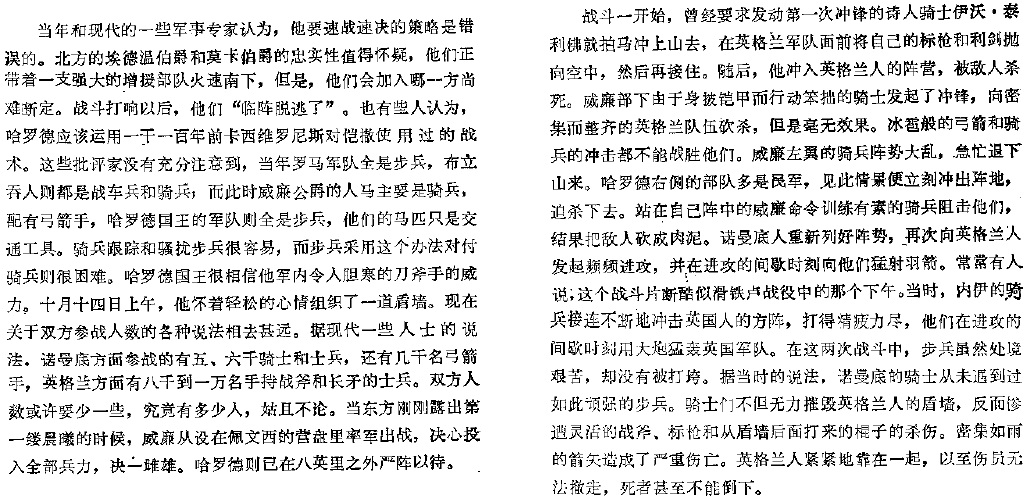 当年和现代的一些军事专家认为，他要速战速决的策略是错
误的。北方的埃德温伯爵和莫卡伯爵的忠实性值得怀疑，他们正
带着一支强大的增援部队火速南下，但是，他们会加入哪一方尚
难断定。战斗打响以后，他们“临阵脱逃了”。也有些人认为，
哈罗德应该运用一千一百年前卡西维罗尼斯对恺撒使用过的战
术。这些批评家没有充分注意到，当年罗马军队全是步兵，布立
吞人则都是战车兵和骑兵；而此时威廉公爵的人马主要是骑兵，
配有弓箭手，哈罗德国王的军队则全是步兵，他们的马匹只是交
通工具。骑兵跟踪和骚扰步兵很容易，而步兵采用这个办法对付
骑兵则很困难。哈罗德国王很相信他军内令人胆寒的刀斧手的威
力。十月十四日上午，他怀着轻松的心情组织了一道盾墙。现在
关于双方参战人数的各种说法相去甚远。据现代一些人士的说
法，诺曼底方面参战的有五、六千骑士和士兵，还有几千名弓箭
手，英格兰方面有八千到一万名手持战斧和长矛的士兵。双方人
数或许要少一些，究竟有多少人，姑且不论。当东方刚刚露出第
一缕晨曦的时候，威廉从设在佩文西的营盘里率军出战，决心投
入全部兵力，决一雌雄。哈罗德则已在八英里之外严阵以待。
战斗一开始，曾经要求发动第一次冲锋的诗人骑士伊沃·泰
利佛就拍马冲上山去，在英格兰军队面前将自己的标枪和利剑抛
向空中，然后再接住。随后，他冲入英格兰人的阵营，被敌人杀
死。威廉部下由于身披铠甲而行动笨拙的骑士发起了冲锋，向密
集而整齐的英格兰队伍砍杀，但是毫无效果。冰雹般的弓箭和骑
兵的冲击都不能战胜他们。威廉左翼的骑兵阵势大乱，急忙退下
山来。哈罗德右侧的部队多是民军，见此情景便立刻冲出阵地，
追杀下去。站在自己阵中的威廉命令训练有素的骑兵阻击他们，
结果把敌人砍成肉泥。诺曼底人重新列好阵势，再次向英格兰人
发起频频进攻，并在进攻的间歇时刻向他们猛射羽箭。常常有人
说；这个战斗片断酷似滑铁卢战役中的那个下午。当时，内伊的骑
兵接连不断地冲击英国人的方阵，打得精疲力尽，他们在进攻的
间歇时刻用大炮猛轰英国军队。在这两次战斗中，步兵虽然处境
艰苦，却没有被打垮。据当时的说法，诺曼底的骑士从未遇到过
如此顽强的步兵。骑士们不但无力摧毁英格兰人的盾墙，反而惨
遭灵活的战斧、标枪和从盾墙后面打来的棍子的杀伤。密集如雨
的箭矢造成了严重伤亡。英格兰人紧紧地靠在一起，以至伤员无
法撤走，死者甚至不能倒下。